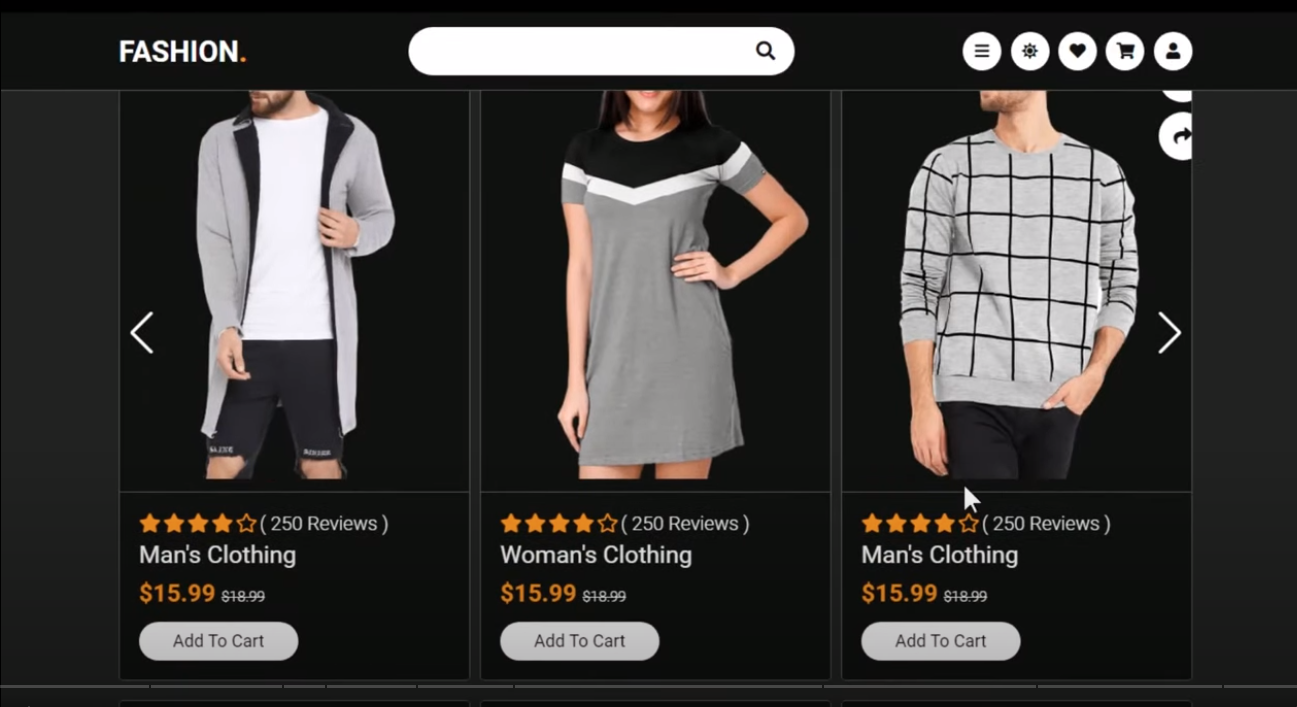 FASHION.
( 250 Reviews )
Man's Clothing
$15.99 $18.99
Add To Cart
( 250 Reviews )
Woman's Clothing
$15.99 $18.99
Add To Cart
( 250 Reviews )
Man's Clothing
$15.99 $18.99
Add To Cart